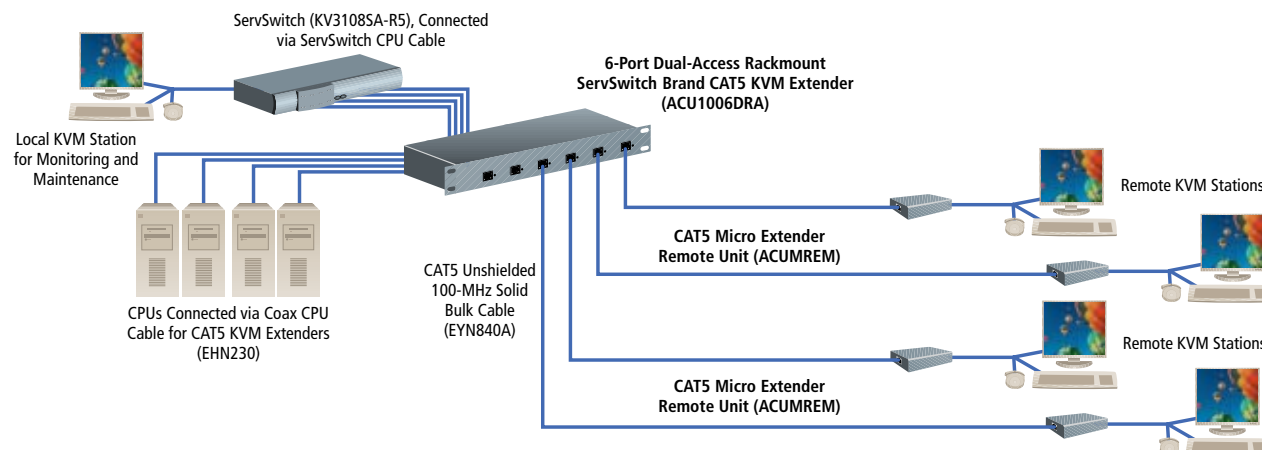 ServSwitch (KV3108SA-R5), Connected
via ServSwitch CPU Cable
6-Port Dual-Access Rackmount
ServSwitch Brand CAT5 KVM Extender
(ACU1006DRA)
Local KVM Station
for Monitoring and
Maintenance
Remote KVM Stations
CAT5 Micro Extender
Remote Unit (ACUMREM)
CAT5 Unshielded
100-MHz Solid
Bulk Cable
(EYN840A)
CPUs Connected via Coax CPU
Cable for CAT5 KVM Extenders
(EHN230)
Remote KVM Stations
CAT5 Micro Extender
Remote Unit (ACUMREM)